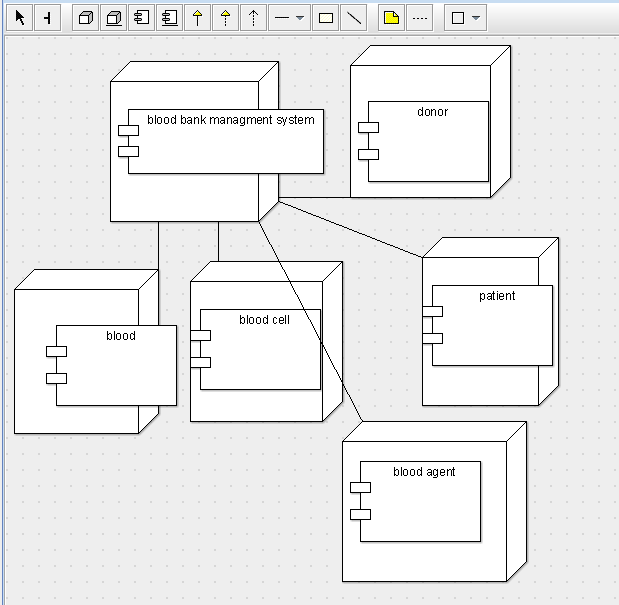 blood bank managment system
donor
patient
blood
blood cell
blood agent